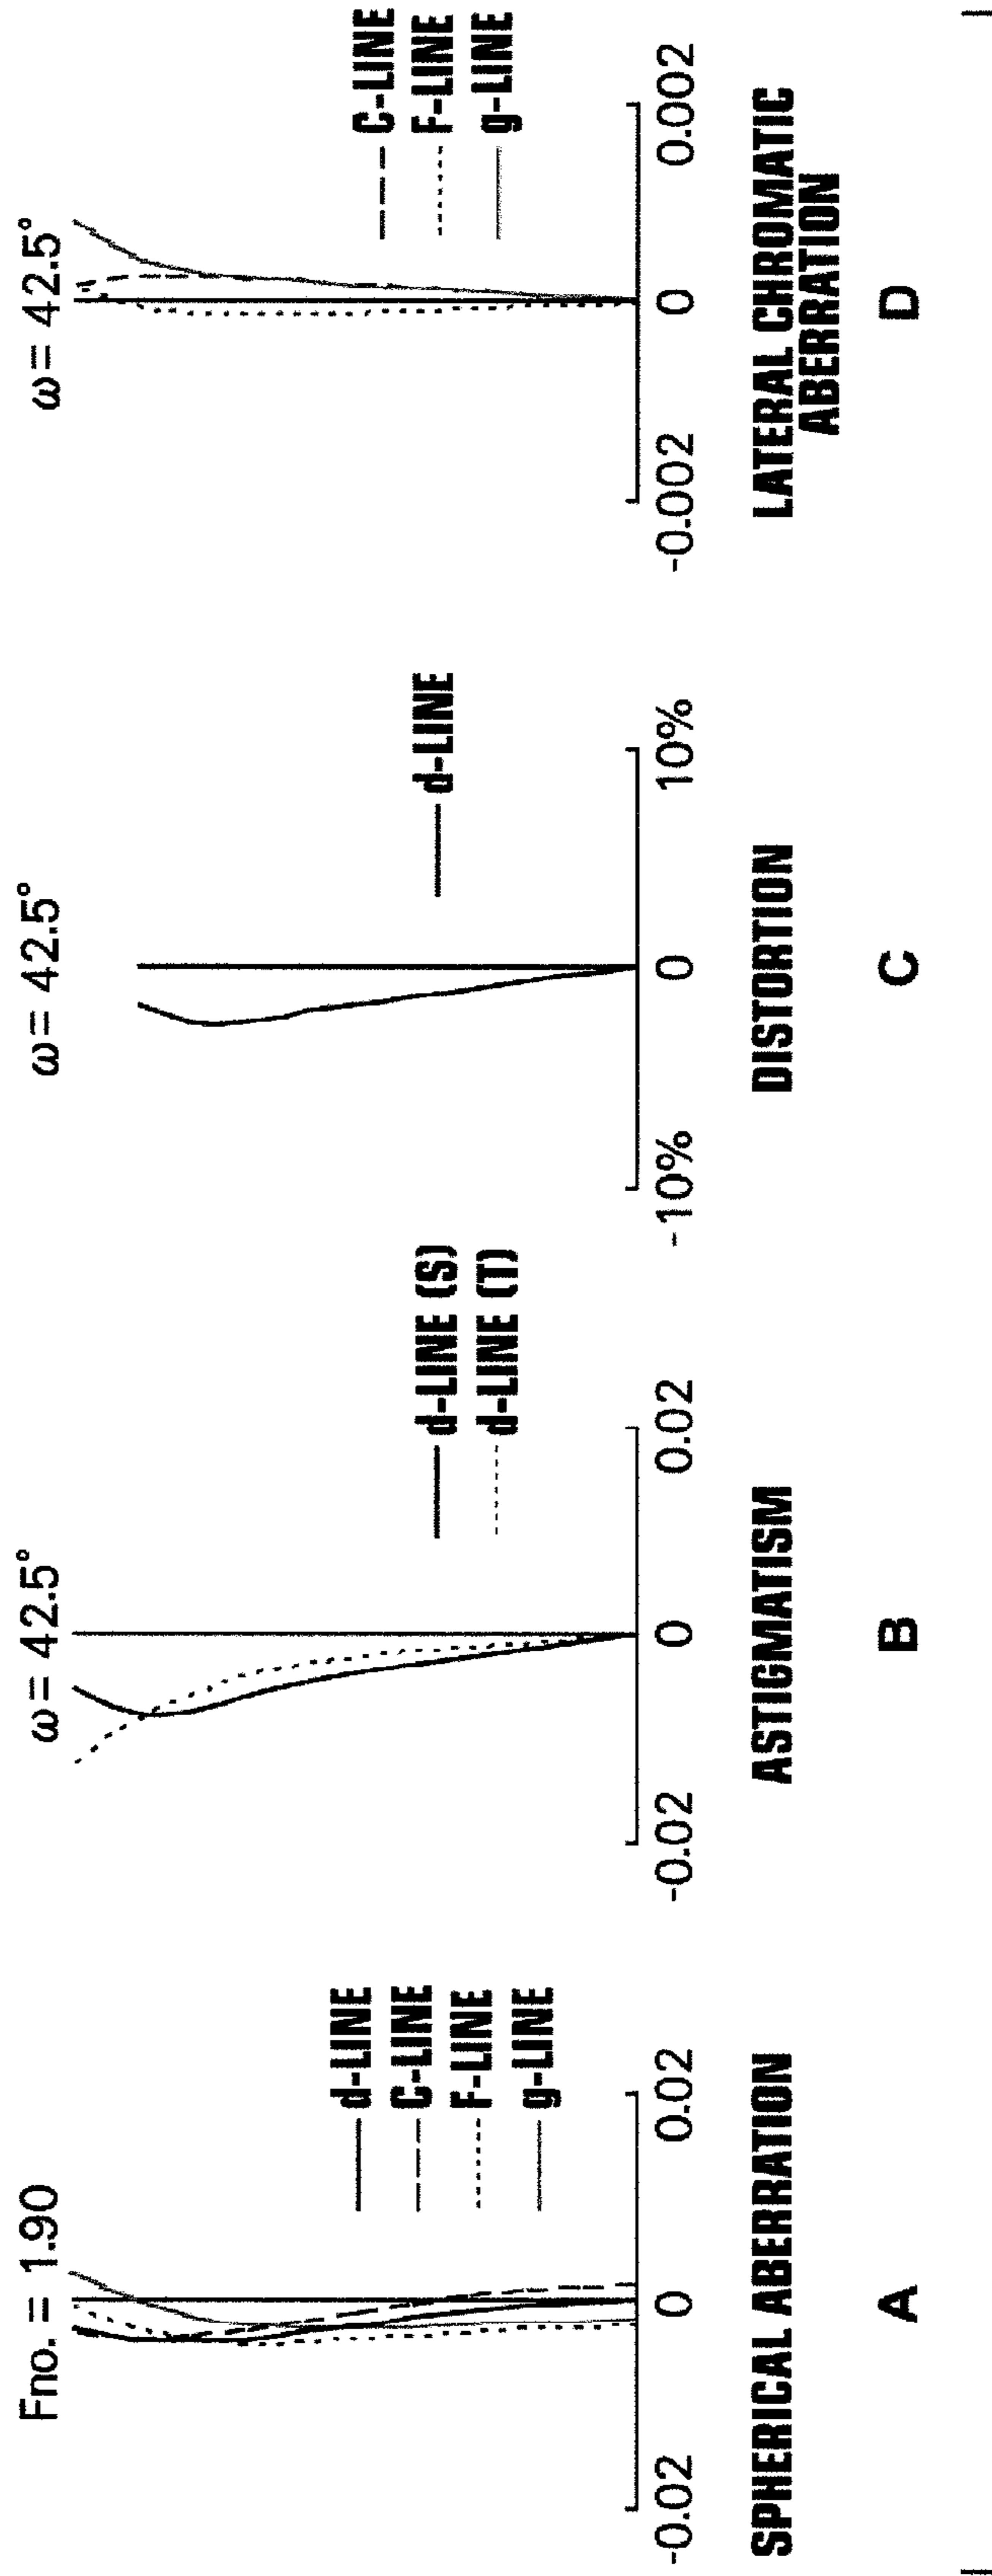 Fno. = 1.90
d-LINE
C-LINE
F-LINE
g-LINE
-0.02 0 0.02
SPHERICAL ABERRATION
A
ω = 42.5°
d-LINE (S)
d-LINE (T)
-0.02 0 0.02
ASTIGMATISM
B
ω = 42.5°
d-LINE
-10% 0 10%
DISTORTION
C
ω = 42.5°
C-LINE
F-LINE
g-LINE
-0.002 0 0.002
LATERAL CHROMATIC
ABERRATION
D